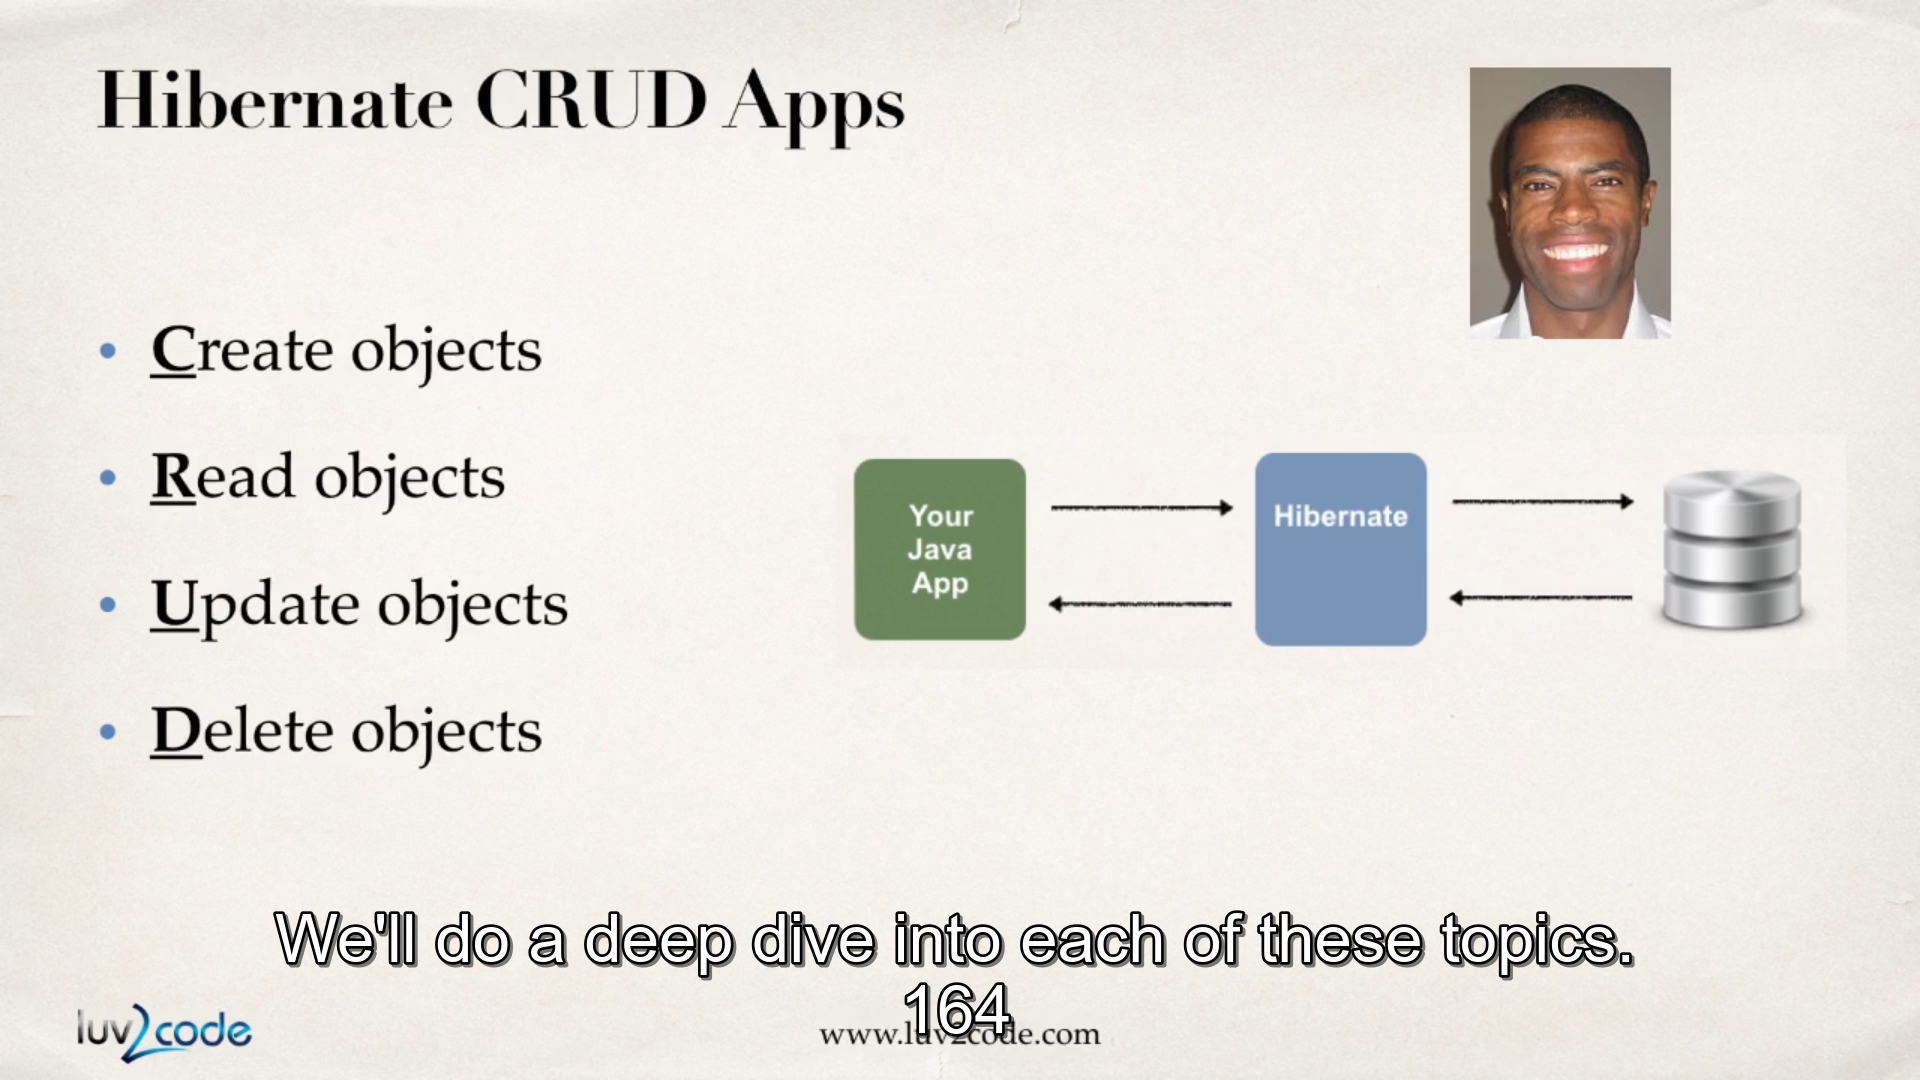 Hibernate CRUD Apps
Create objects
Read objects
Update objects
Delete objects
Your
Java
App
Hibernate
We'll do a deep dive into each of these topics.
164
luv2code
www.luv2code.com